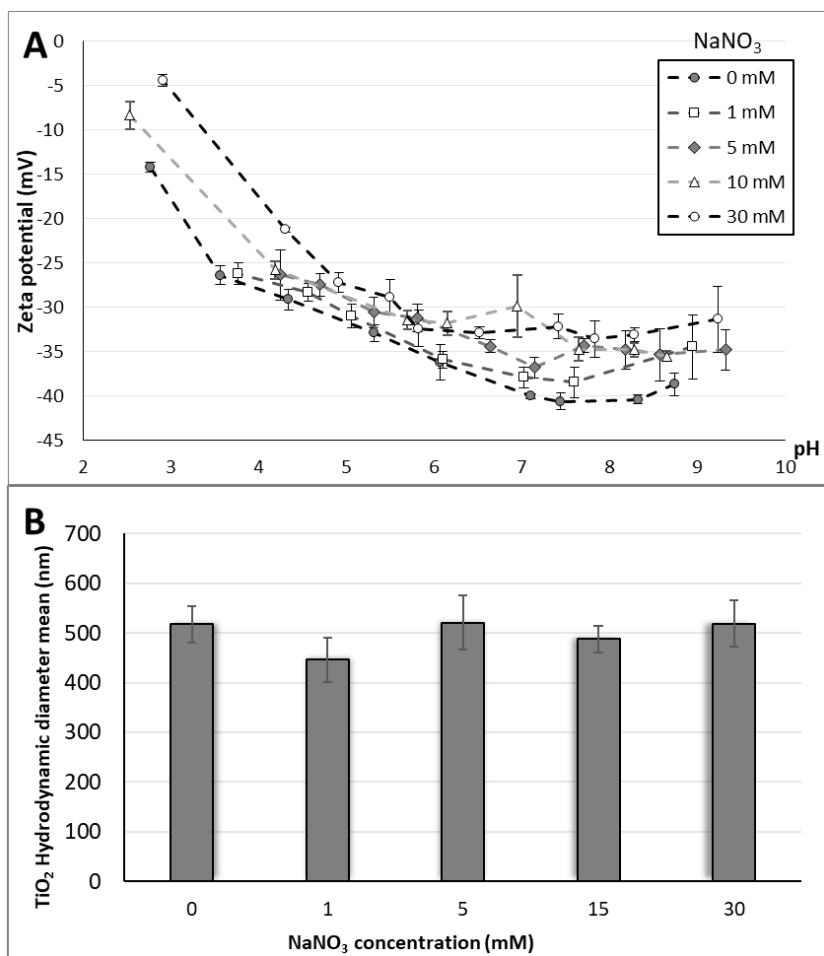 A
NaNO₃
0 mM
1 mM
5 mM
10 mM
30 mM
Zeta potential (mV)
0
-5
-10
-15
-20
-25
-30
-35
-40
-45
2 3 4 5 6 7 8 9 10
pH
B
TiO₂ Hydrodynamic diameter mean (nm)
700
600
500
400
300
200
100
0
0 1 5 15 30
NaNO₃ concentration (mM)